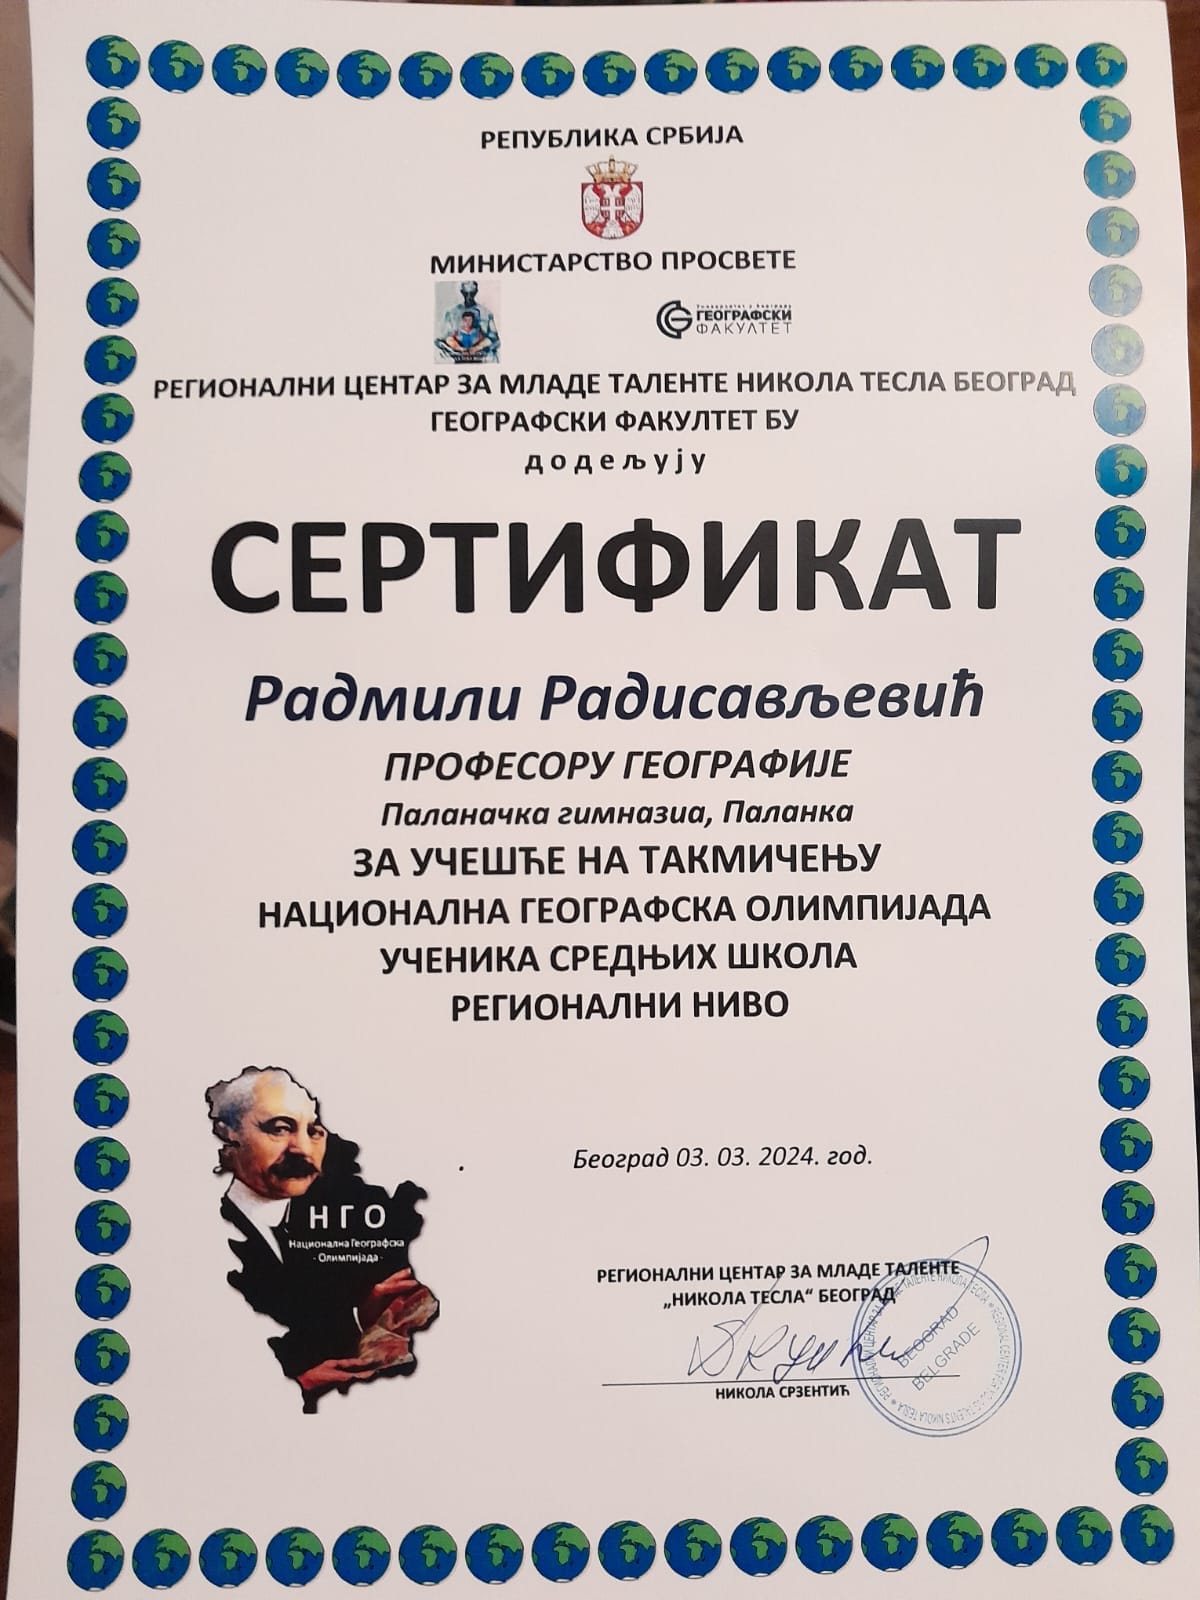 РЕПУБЛИКА СРБИЈА
МИНИСТАРСТВО ПРОСВЕТЕ
Универзитет у Београду
ГЕОГРАФСКИ
ФАКУЛТЕТ
РЕГИОНАЛНИ ЦЕНТАР ЗА МЛАДЕ ТАЛЕНТЕ НИКОЛА ТЕСЛА БЕОГРАД
ГЕОГРАФСКИ ФАКУЛТЕТ БУ
д о д е љ у ј у
СЕРТИФИКАТ
Радмили Радисављевић
ПРОФЕСОРУ ГЕОГРАФИЈЕ
Паланачка гимназиа, Паланка
ЗА УЧЕШЋЕ НА ТАКМИЧЕЊУ
НАЦИОНАЛНА ГЕОГРАФСКА ОЛИМПИЈАДА
УЧЕНИКА СРЕДЊИХ ШКОЛА
РЕГИОНАЛНИ НИВО
. Београд 03. 03. 2024. год.
Н Г О
Национална Географска
- Олимпијада -
РЕГИОНАЛНИ ЦЕНТАР ЗА МЛАДЕ ТАЛЕНТЕ
„НИКОЛА ТЕСЛА“ БЕОГРАД
BEOGRAD
BELGRADE
НИКОЛА СРЗЕНТИЋ